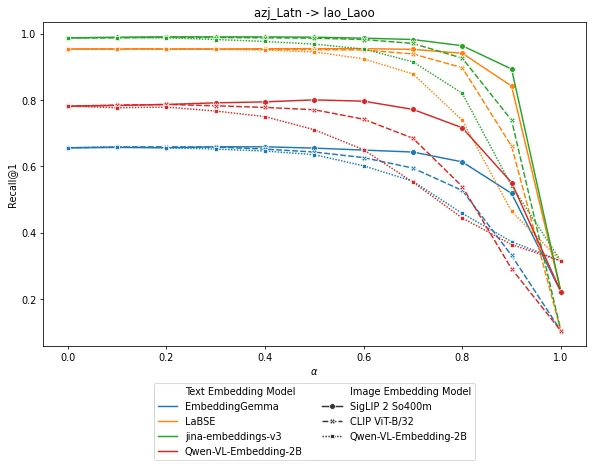 azj_Latn -> lao_Laoo
Recall@1
1.0
0.8
0.6
0.4
0.2
0.0 0.2 0.4 0.6 0.8 1.0
α
Text Embedding Model Image Embedding Model
EmbeddingGemma SigLIP 2 So400m
LaBSE CLIP ViT-B/32
jina-embeddings-v3 Qwen-VL-Embedding-2B
Qwen-VL-Embedding-2B